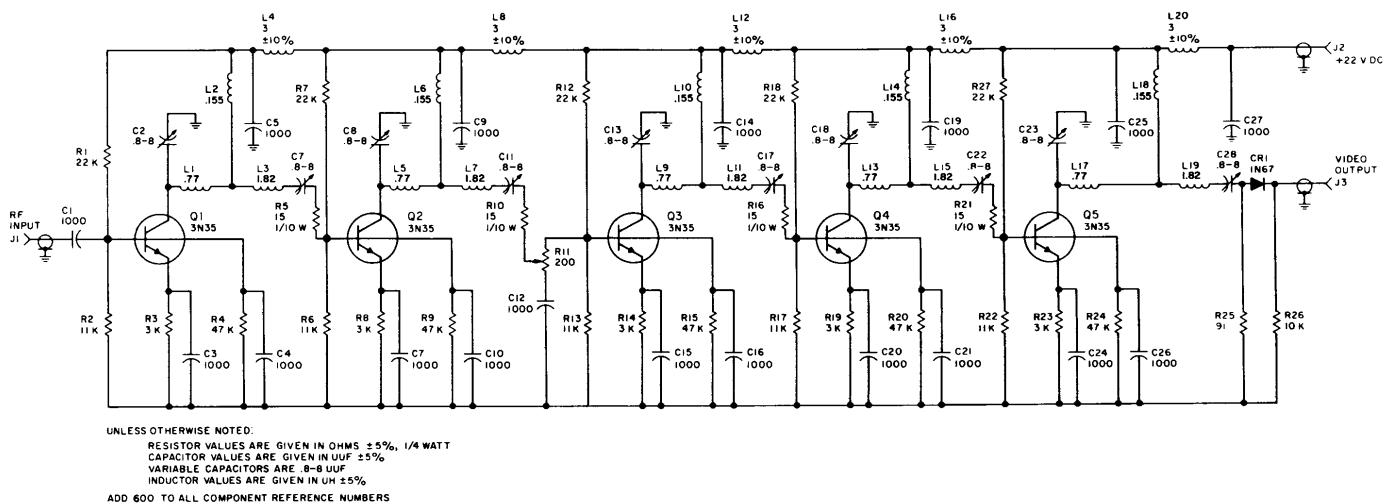 L4
3
±10%
L8
3
±10%
L12
3
±10%
L16
3
±10%
L20
3
±10%
J2
+22 V DC
L2
.155
R7
22 K
L6
.155
R12
22 K
L10
.155
R18
22 K
L14
.155
R27
22 K
L18
.155
C2
.8-8
C5
1000
C8
.8-8
C9
1000
C13
.8-8
C14
1000
C18
.8-8
C19
1000
C23
.8-8
C25
1000
C27
1000
R1
22 K
L1
.77
L3
1.82
C7
.8-8
L5
.77
L7
1.82
C11
.8-8
L9
.77
L11
1.82
C17
.8-8
L13
.77
L15
1.82
C22
.8-8
L17
.77
L19
1.82
C28
.8-8
CR1
1N67
VIDEO
OUTPUT
J3
RF
INPUT
J1
C1
1000
Q1
3N35
R5
15
1/10 W
Q2
3N35
R10
15
1/10 W
R11
200
Q3
3N35
R16
15
1/10 W
Q4
3N35
R21
15
1/10 W
Q5
3N35
C12
1000
R2
11 K
R3
3 K
R4
47 K
R6
11 K
R8
3 K
R9
47 K
R13
11 K
R14
3 K
R15
47 K
R17
11 K
R19
3 K
R20
47 K
R22
11 K
R23
3 K
R24
47 K
R25
91
R26
10 K
C3
1000
C4
1000
C7
1000
C10
1000
C15
1000
C16
1000
C20
1000
C21
1000
C24
1000
C26
1000
UNLESS OTHERWISE NOTED:
RESISTOR VALUES ARE GIVEN IN OHMS ±5%, 1/4 WATT
CAPACITOR VALUES ARE GIVEN IN UUF ±5%
VARIABLE CAPACITORS ARE .8-8 UUF
INDUCTOR VALUES ARE GIVEN IN UH ±5%
ADD 600 TO ALL COMPONENT REFERENCE NUMBERS